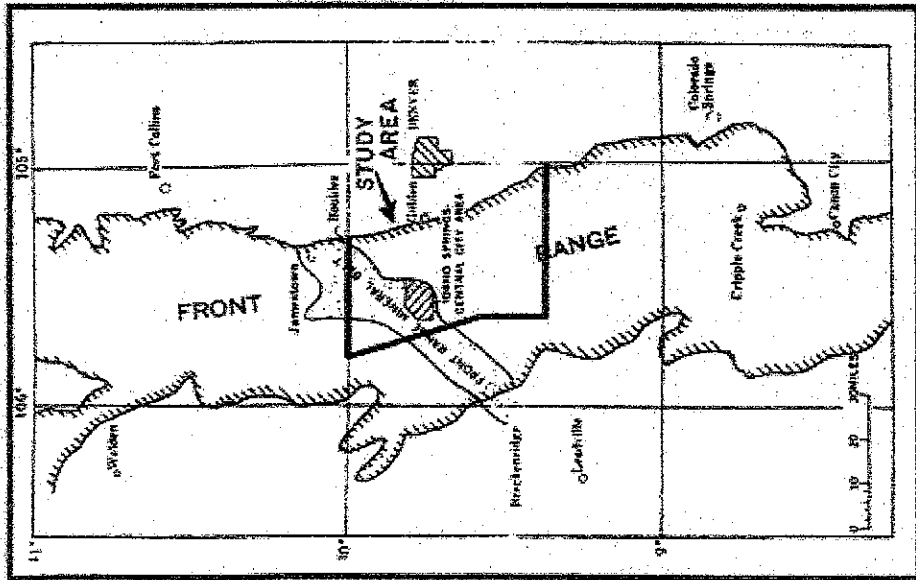 105°
106°
41°
40°
Fort Collins
Walden
FRONT
Jamestown
Boulder
STUDY
AREA
Golden
DENVER
IDAHO SPRINGS-
CENTRAL CITY AREA
FRONT RANGE MINERAL
RANGE
Breckenridge
Leadville
Colorado
Springs
Cripple Creek
Canon City
0 10 20 30 MILES